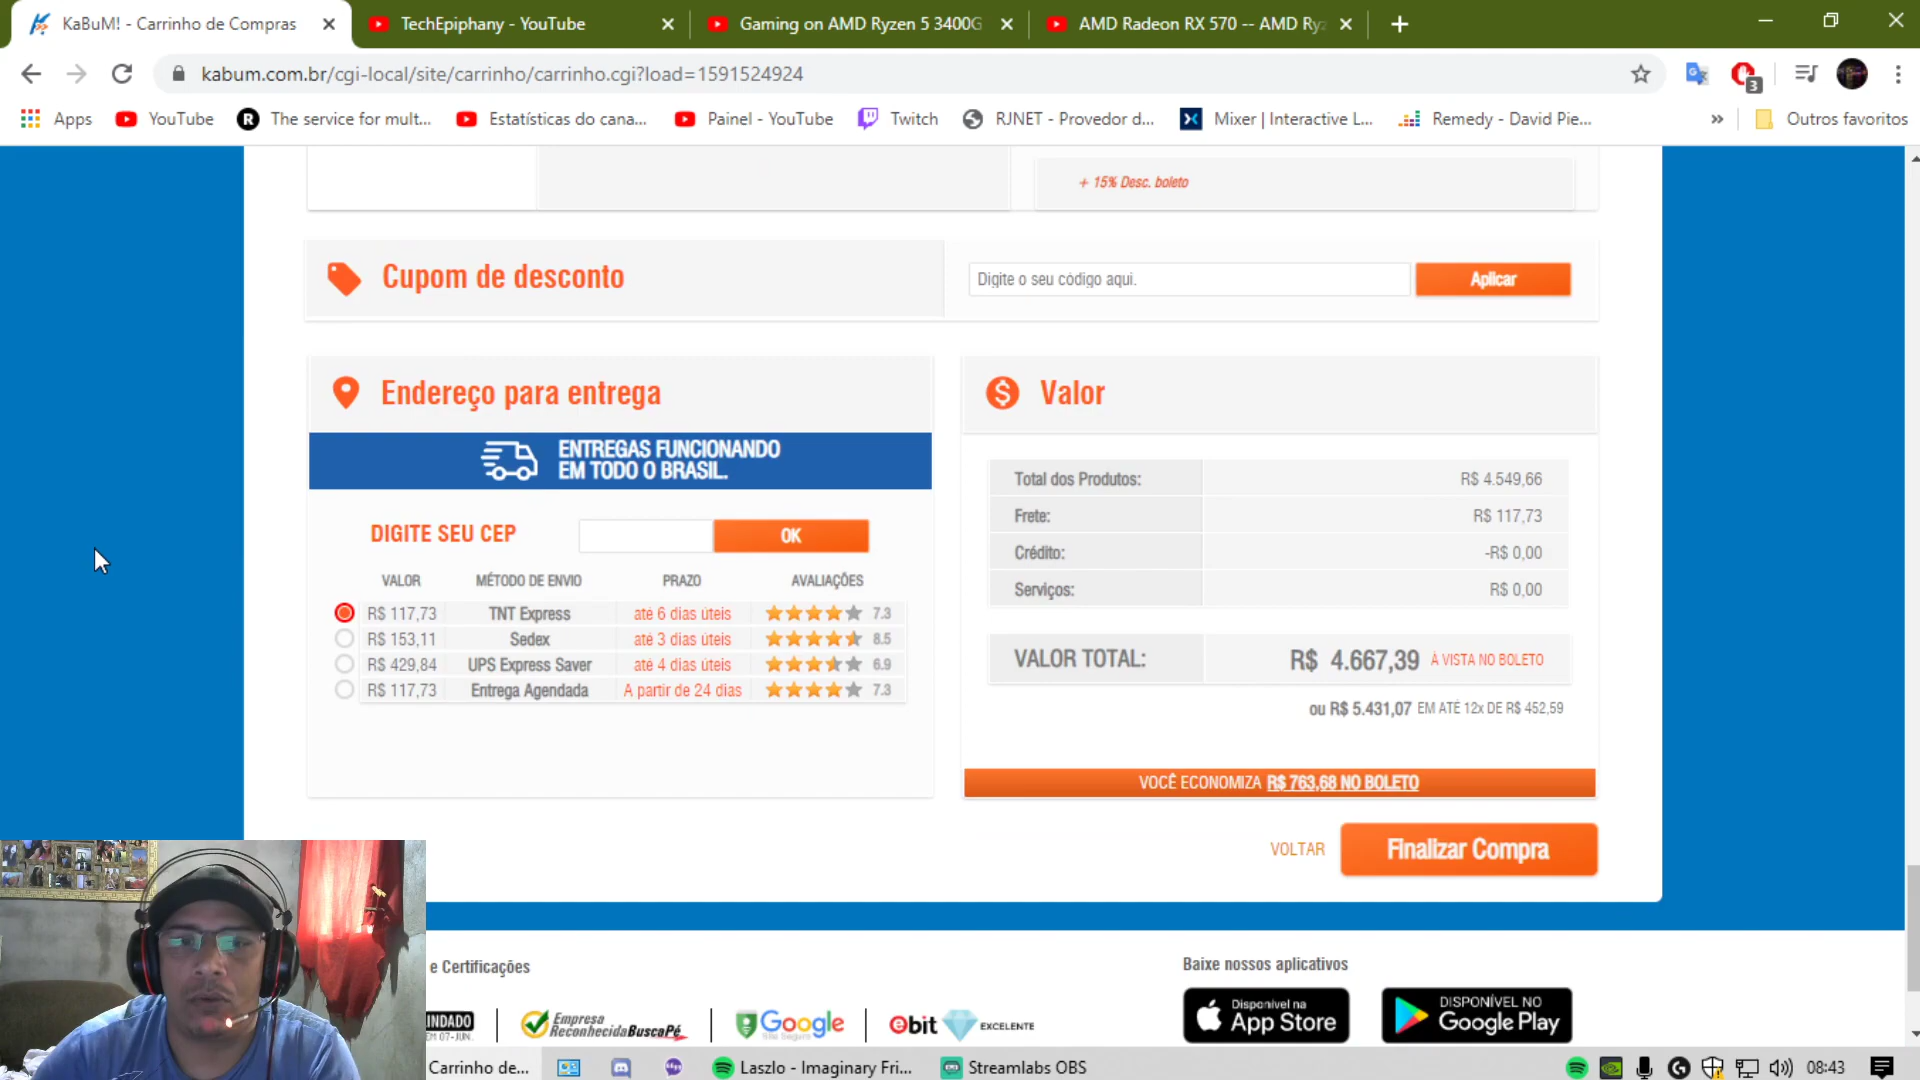 KaBuM! - Carrinho de Compras
TechEpiphany - YouTube
Gaming on AMD Ryzen 5 3400G
AMD Radeon RX 570 -- AMD Ry
kabum.com.br/cgi-local/site/carrinho/carrinho.cgi?load=1591524924
3
Apps
YouTube
The service for mult...
Estatísticas do cana...
Painel - YouTube
Twitch
RJNET - Provedor d...
Mixer | Interactive L...
Remedy - David Pie...
»
Outros favoritos
+ 15% Desc. boleto
Cupom de desconto
Digite o seu código aqui.
Aplicar
Endereço para entrega
ENTREGAS FUNCIONANDO
EM TODO O BRASIL.
DIGITE SEU CEP
OK
VALOR MÉTODO DE ENVIO PRAZO AVALIAÇÕES
R$ 117,73 TNT Express até 6 dias úteis 7.3
R$ 153,11 Sedex até 3 dias úteis 8.5
R$ 429,84 UPS Express Saver até 4 dias úteis 6.9
R$ 117,73 Entrega Agendada A partir de 24 dias 7.3
Valor
Total dos Produtos: R$ 4.549,66
Frete: R$ 117,73
Crédito: -R$ 0,00
Serviços: R$ 0,00
VALOR TOTAL: R$ 4.667,39 À VISTA NO BOLETO
ou R$ 5.431,07 EM ATÉ 12x DE R$ 452,59
VOCÊ ECONOMIZA R$ 763,68 NO BOLETO
VOLTAR
Finalizar Compra
e Certificações
INDADO
EM 07-JUN.
Empresa
ReconhecidaBuscaPé
Google
ebit
EXCELENTE
Baixe nossos aplicativos
Disponível na
App Store
DISPONÍVEL NO
Google Play
Carrinho de...
Laszlo - Imaginary Fri...
Streamlabs OBS
08:43